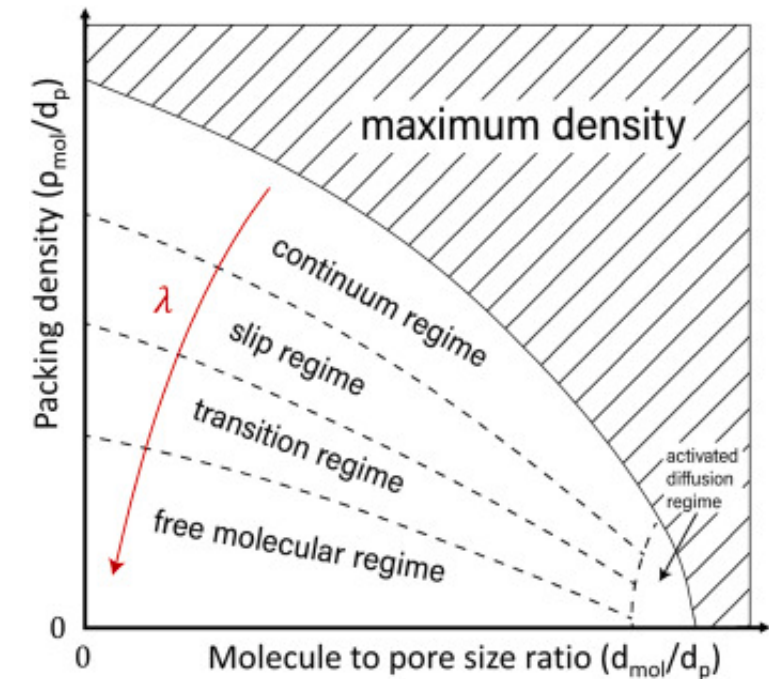 Packing density (ρmol/dp)
maximum density
λ
continuum regime
slip regime
transition regime
free molecular regime
activated
diffusion
regime
0
0
Molecule to pore size ratio (dmol/dp)